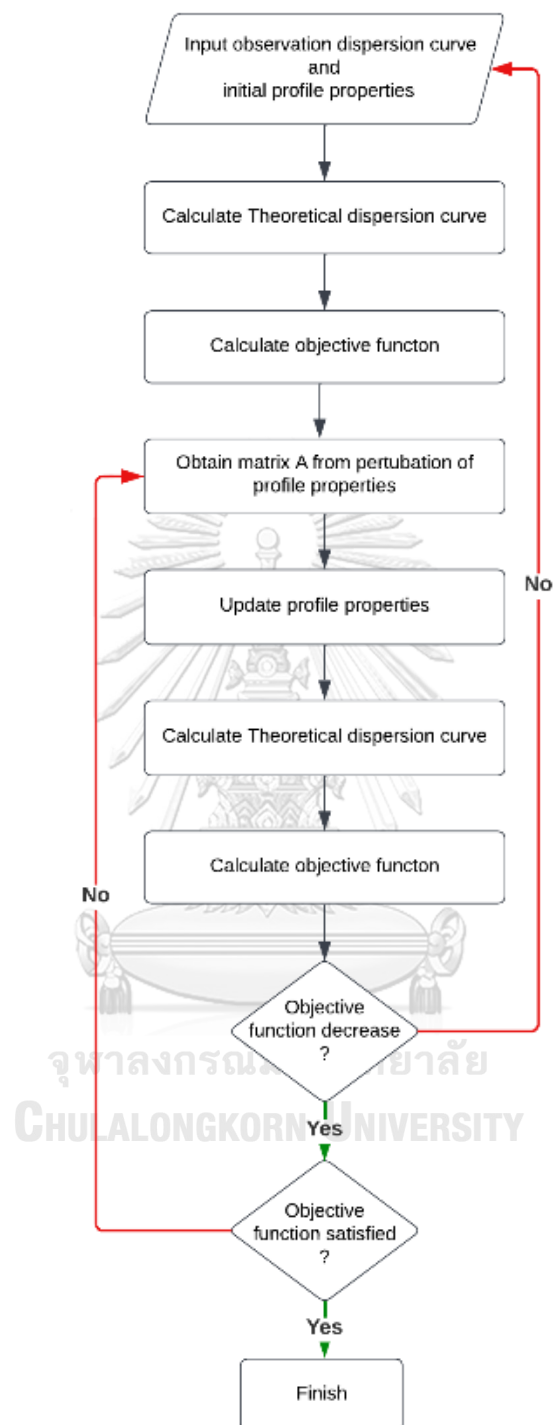 Input observation dispersion curve
and
initial profile properties
Calculate Theoretical dispersion curve
Calculate objective functon
Obtain matrix A from pertubation of
profile properties
No
Update profile properties
Calculate Theoretical dispersion curve
Calculate objective functon
No
Objective
function decrease
?
จุฬาลงกรณ์มหาวิทยาลัย
CHULALONGKORN UNIVERSITY
Yes
Objective
function satisfied
?
Yes
Finish